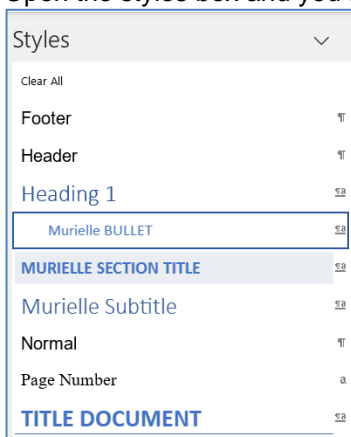 Styles
Clear All
Footer ¶
Header ¶
Heading 1 ¶a
Murielle BULLET ¶a
MURIELLE SECTION TITLE ¶a
Murielle Subtitle ¶a
Normal ¶
Page Number a
TITLE DOCUMENT ¶a